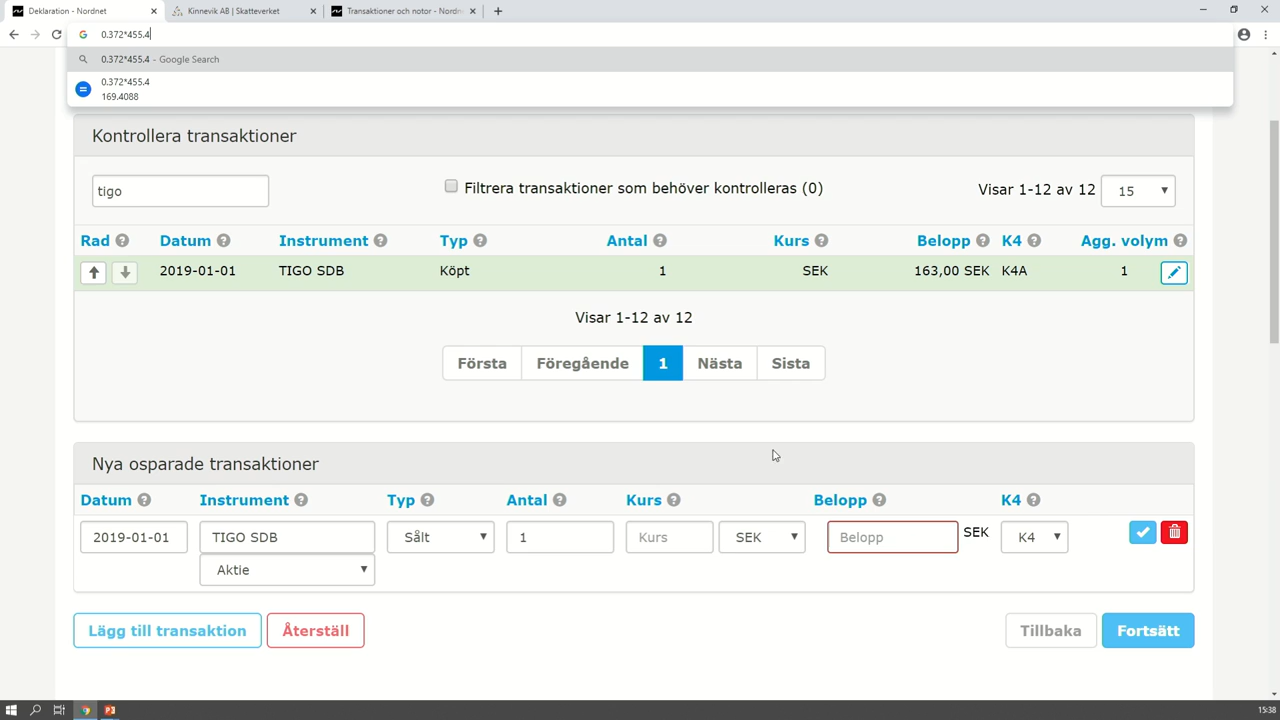 Deklaration - Nordnet
Kinnevik AB | Skatteverket
Transaktioner och notor - Nordn
0.372*455.4
0.372*455.4 - Google Search
0.372*455.4
169.4088
Kontrollera transaktioner
tigo
Filtrera transaktioner som behöver kontrolleras (0)
Visar 1-12 av 12
15
Rad Datum Instrument Typ Antal Kurs Belopp K4 Agg. volym
2019-01-01 TIGO SDB Köpt 1 SEK 163,00 SEK K4A 1
Visar 1-12 av 12
Första Föregående 1 Nästa Sista
Nya osparade transaktioner
Datum Instrument Typ Antal Kurs Belopp K4
2019-01-01 TIGO SDB Sålt 1 Kurs SEK Belopp SEK K4
Aktie
Lägg till transaktion Återställ Tillbaka Fortsätt
15:38